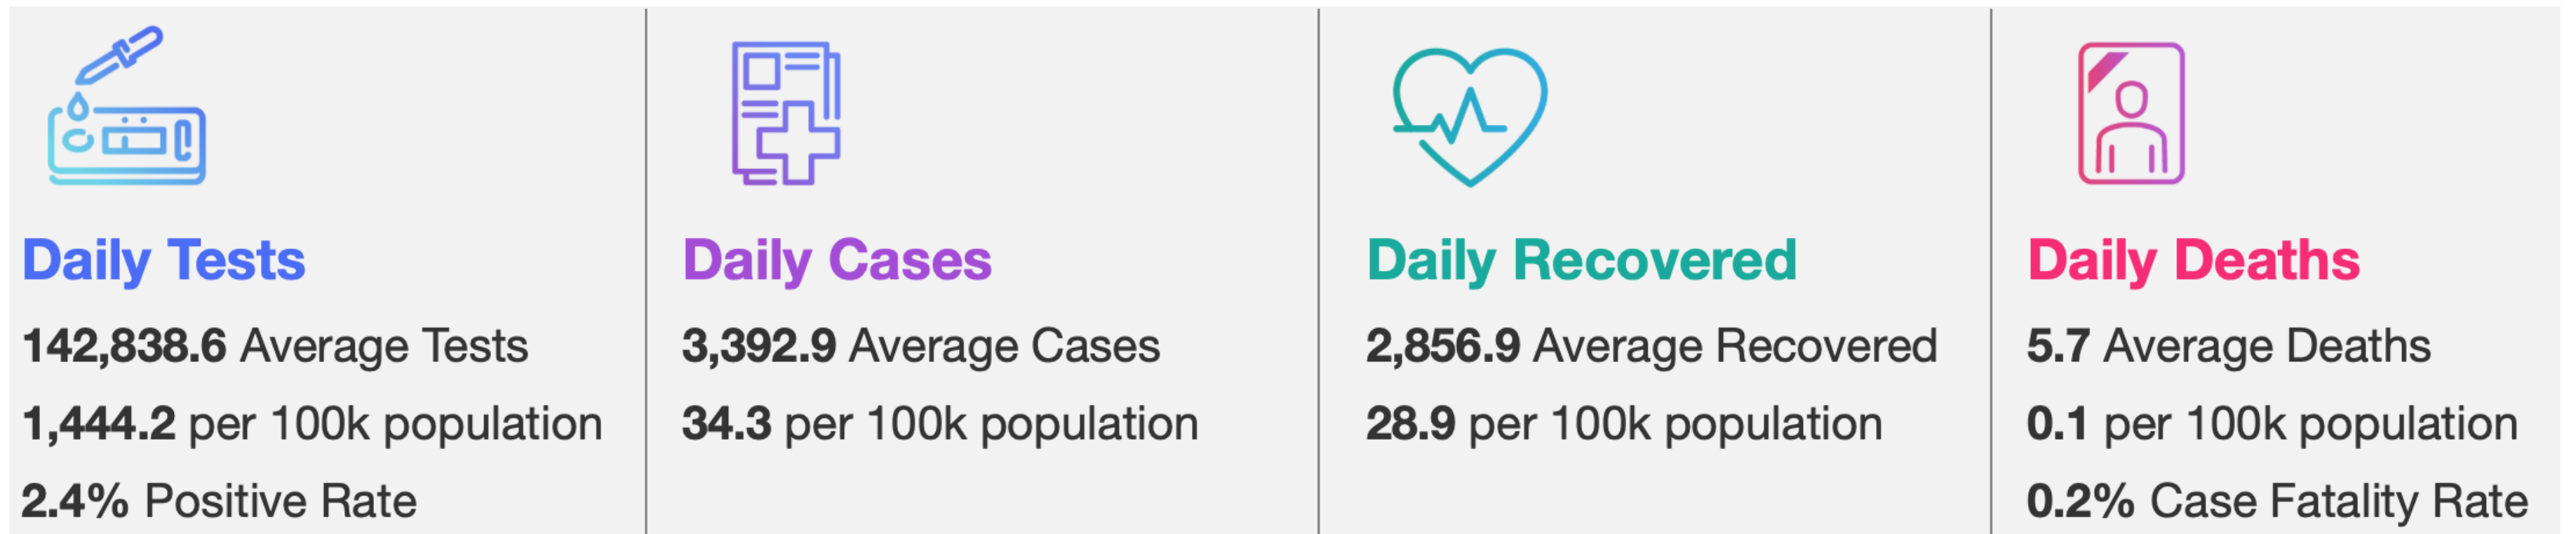 Daily Tests
142,838.6 Average Tests
1,444.2 per 100k population
2.4% Positive Rate
Daily Cases
3,392.9 Average Cases
34.3 per 100k population
Daily Recovered
2,856.9 Average Recovered
28.9 per 100k population
Daily Deaths
5.7 Average Deaths
0.1 per 100k population
0.2% Case Fatality Rate